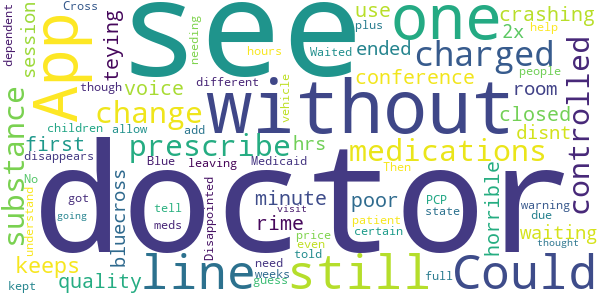 dependent
session
Cross
App
though
teying
needing
see
hours
Waited
plus
use
ended
one
2x
crashing
help
people
charged
conference
different
vehicle
room
voice
children
allow
add
change
without
closed
disnt
controlled
substance
first
prescribe
hrs
medications
disappears
No
Blue
leaving
Medicaid
Then
understand
bluecross
got
tell
meds
Disappointed
doctor
minute
rime
visit
price
even
told
poor
patient
certain
PCP
state
horrible
warning
due
waiting
thought
going
keeps
kept
quality
line
need
weeks
guess
still
full
Could